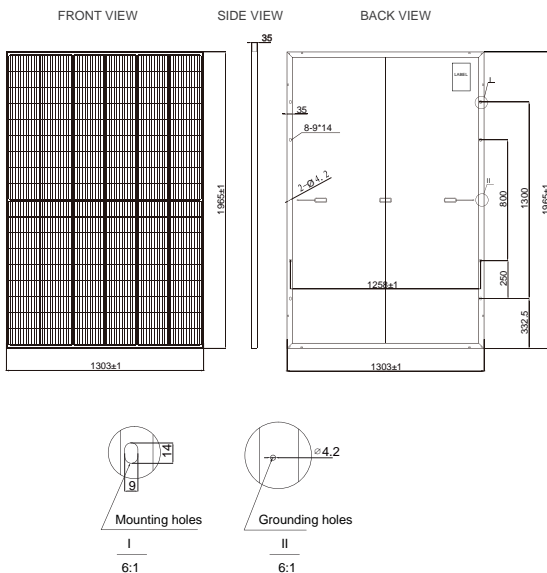 FRONT VIEW
SIDE VIEW
BACK VIEW
35
LABEL
I
35
8-9*14
2-Ø4.2
II
1965±1
800
1300
1965±1
1258±1
250
332.5
1303±1
1303±1
14
9
Ø4.2
Mounting holes
Grounding holes
I
II
6:1
6:1